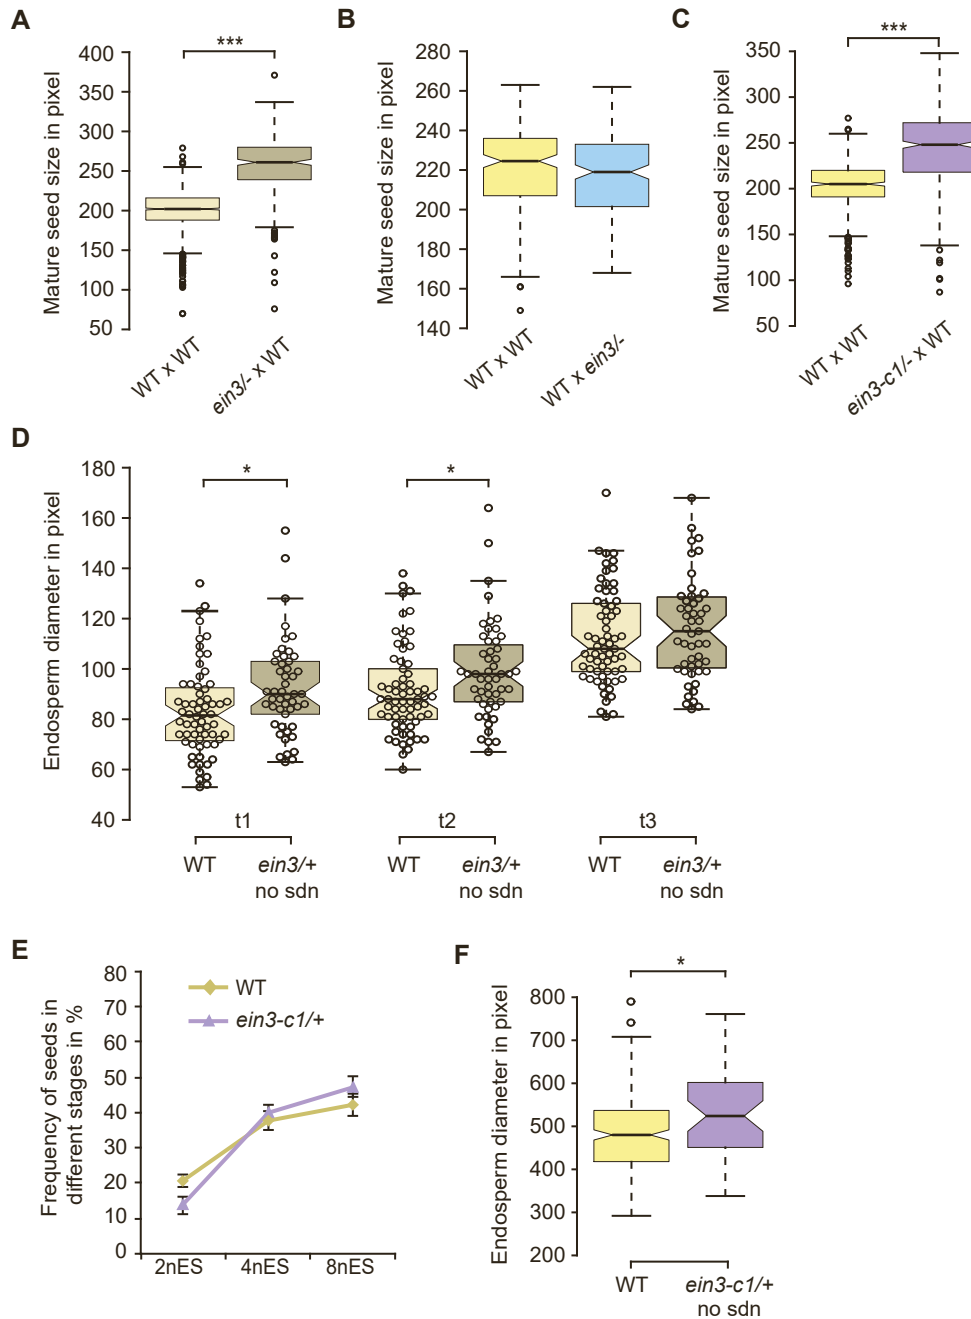 A
Mature seed size in pixel
***
400
350
300
250
200
150
100
50
WT x WT
ein3/- x WT
B
Mature seed size in pixel
280
260
240
220
200
180
160
140
WT x WT
WT x ein3/-
C
Mature seed size in pixel
***
350
300
250
200
150
100
50
WT x WT
ein3-c1/- x WT
D
Endosperm diameter in pixel
180
160
140
120
100
80
60
40
*
*
t1
t2
t3
WT
ein3/+
no sdn
WT
ein3/+
no sdn
WT
ein3/+
no sdn
E
Frequency of seeds in
different stages in %
80
70
60
50
40
30
20
10
0
WT
ein3-c1/+
2nES
4nES
8nES
F
Endosperm diameter in pixel
*
800
700
600
500
400
300
200
WT
ein3-c1/+
no sdn